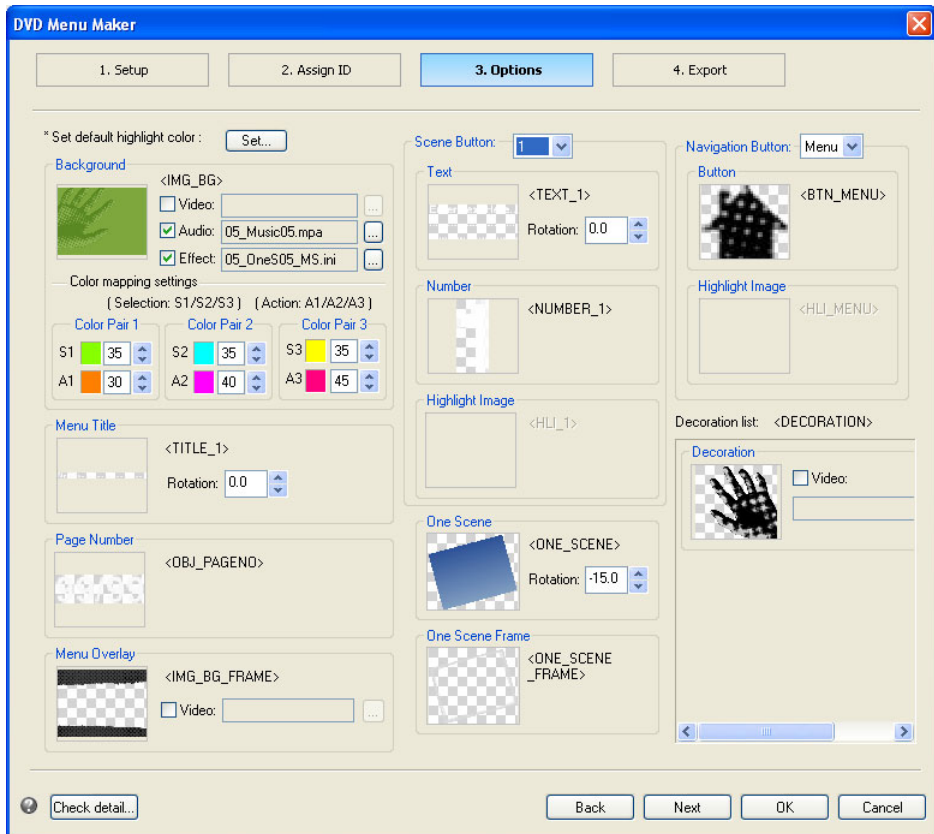 DVD Menu Maker
1. Setup
2. Assign ID
3. Options
4. Export
* Set default highlight color :
Set...
Background
<IMG_BG>
Video:
...
Audio:
05_Music05.mpa
...
Effect:
05_OneS05_MS.ini
...
Color mapping settings
( Selection: S1/S2/S3 ) ( Action: A1/A2/A3 )
Color Pair 1
S1 35
A1 30
Color Pair 2
S2 35
A2 40
Color Pair 3
S3 35
A3 45
Menu Title
<TITLE_1>
Rotation: 0.0
Page Number
<OBJ_PAGENO>
Menu Overlay
<IMG_BG_FRAME>
Video:
...
Scene Button: 1
Text
<TEXT_1>
Rotation: 0.0
Number
<NUMBER_1>
Highlight Image
<HLI_1>
One Scene
<ONE_SCENE>
Rotation: -15.0
One Scene Frame
<ONE_SCENE
_FRAME>
Navigation Button: Menu
Button
<BTN_MENU>
Highlight Image
<HLI_MENU>
Decoration list: <DECORATION>
Decoration
Video:
Check detail...
Back
Next
OK
Cancel